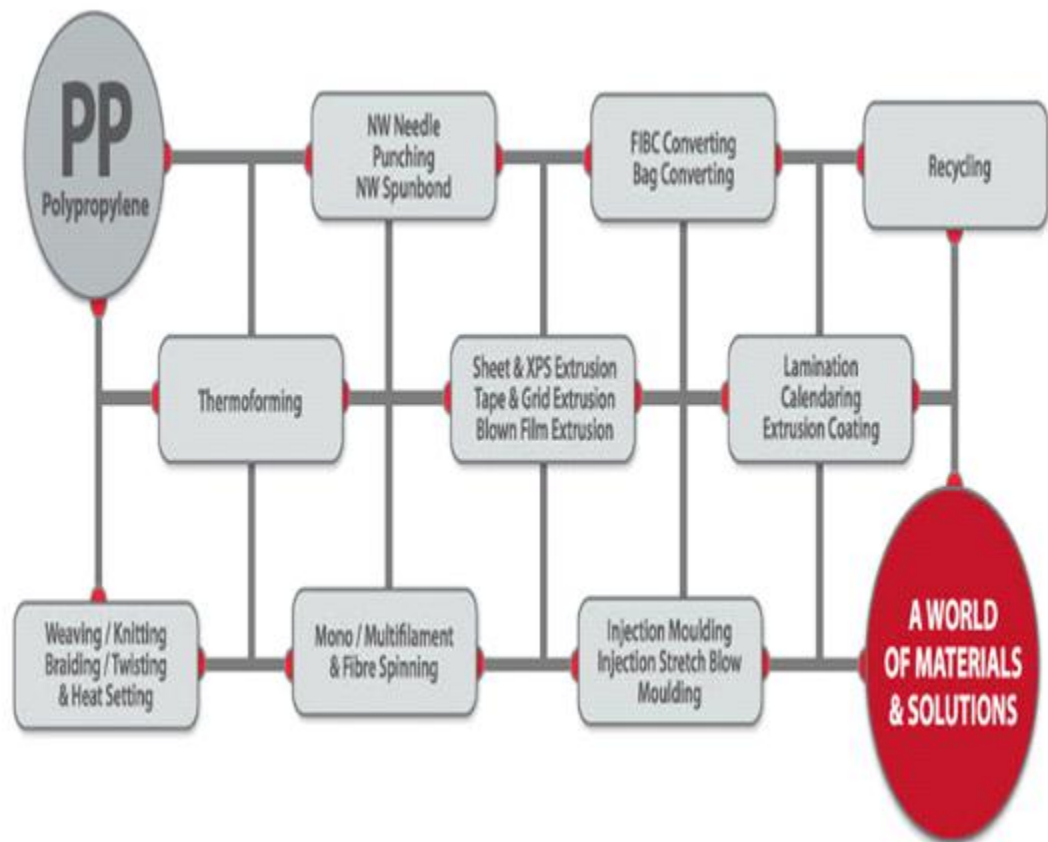 PP
Polypropylene
NW Needle
Punching
NW Spunbond
FIBC Converting
Bag Converting
Recycling
Thermoforming
Sheet & XPS Extrusion
Tape & Grid Extrusion
Blown Film Extrusion
Lamination
Calendaring
Extrusion Coating
Weaving / Knitting
Braiding / Twisting
& Heat Setting
Mono / Multifilament
& Fibre Spinning
Injection Moulding
Injection Stretch Blow
Moulding
A WORLD
OF MATERIALS
& SOLUTIONS